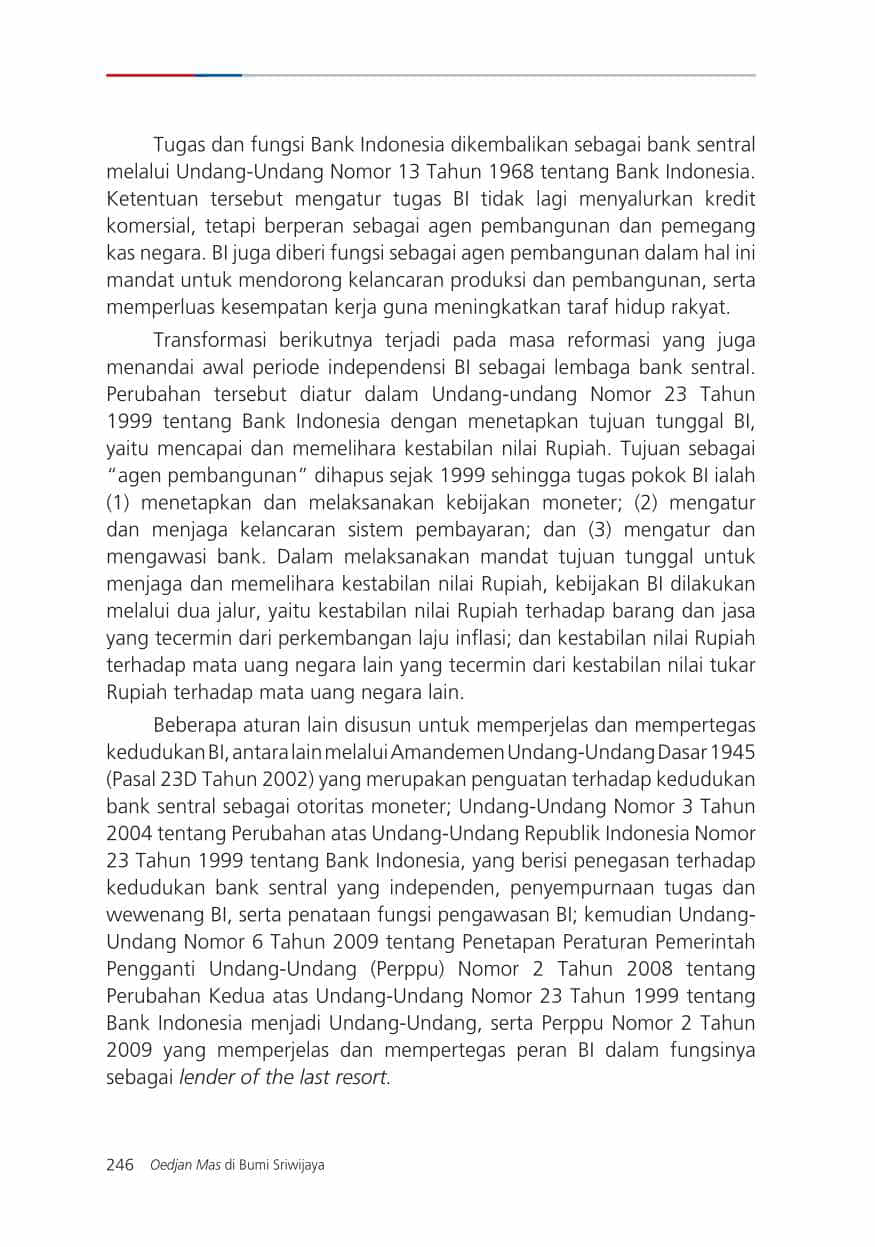 Tugas dan fungsi Bank Indonesia dikembalikan sebagai bank sentral
melalui Undang-Undang Nomor 13 Tahun 1968 tentang Bank Indonesia.
Ketentuan tersebut mengatur tugas BI tidak lagi menyalurkan kredit
komersial, tetapi berperan sebagai agen pembangunan dan pemegang
kas negara. BI juga diberi fungsi sebagai agen pembangunan dalam hal ini
mandat untuk mendorong kelancaran produksi dan pembangunan, serta
memperluas kesempatan kerja guna meningkatkan taraf hidup rakyat.
Transformasi berikutnya terjadi pada masa reformasi yang juga
menandai awal periode independensi BI sebagai lembaga bank sentral.
Perubahan tersebut diatur dalam Undang-undang Nomor 23 Tahun
1999 tentang Bank Indonesia dengan menetapkan tujuan tunggal BI,
yaitu mencapai dan memelihara kestabilan nilai Rupiah. Tujuan sebagai
“agen pembangunan” dihapus sejak 1999 sehingga tugas pokok BI ialah
(1) menetapkan dan melaksanakan kebijakan moneter; (2) mengatur
dan menjaga kelancaran sistem pembayaran; dan (3) mengatur dan
mengawasi bank. Dalam melaksanakan mandat tujuan tunggal untuk
menjaga dan memelihara kestabilan nilai Rupiah, kebijakan BI dilakukan
melalui dua jalur, yaitu kestabilan nilai Rupiah terhadap barang dan jasa
yang tecermin dari perkembangan laju inflasi; dan kestabilan nilai Rupiah
terhadap mata uang negara lain yang tecermin dari kestabilan nilai tukar
Rupiah terhadap mata uang negara lain.
Beberapa aturan lain disusun untuk memperjelas dan mempertegas
kedudukan BI, antara lain melalui Amandemen Undang-Undang Dasar 1945
(Pasal 23D Tahun 2002) yang merupakan penguatan terhadap kedudukan
bank sentral sebagai otoritas moneter; Undang-Undang Nomor 3 Tahun
2004 tentang Perubahan atas Undang-Undang Republik Indonesia Nomor
23 Tahun 1999 tentang Bank Indonesia, yang berisi penegasan terhadap
kedudukan bank sentral yang independen, penyempurnaan tugas dan
wewenang BI, serta penataan fungsi pengawasan BI; kemudian Undang-
Undang Nomor 6 Tahun 2009 tentang Penetapan Peraturan Pemerintah
Pengganti Undang-Undang (Perppu) Nomor 2 Tahun 2008 tentang
Perubahan Kedua atas Undang-Undang Nomor 23 Tahun 1999 tentang
Bank Indonesia menjadi Undang-Undang, serta Perppu Nomor 2 Tahun
2009 yang memperjelas dan mempertegas peran BI dalam fungsinya
sebagai lender of the last resort.
246 Oedjan Mas di Bumi Sriwijaya